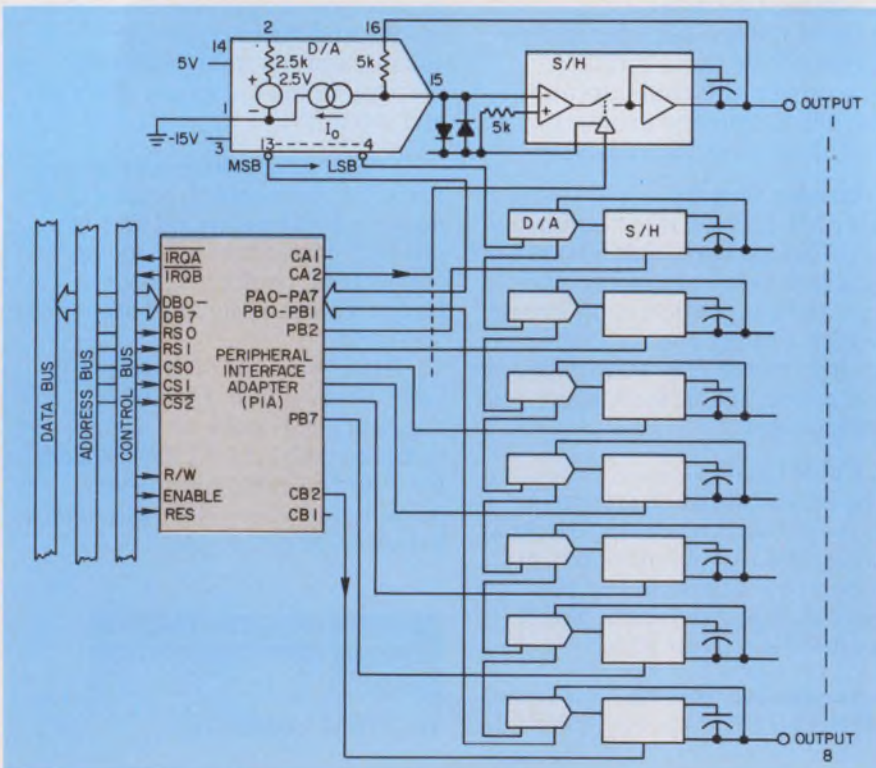 2
16
14
D/A
5V
2.5k
+
2.5V
5k
15
S/H
1
-
I₀
-
+
OUTPUT
-15V
3
13
4
5k
MSB → LSB
D/A
S/H
IRQA
CA1
IRQB
CA2
DB0-
DB7
PA0-PA7
PB0-PB1
RS0
PB2
RS1
PERIPHERAL
INTERFACE
ADAPTER
(PIA)
CS0
CS1
CS2
PB7
DATA BUS
ADDRESS BUS
CONTROL BUS
R/W
ENABLE
CB2
RES
CB1
OUTPUT
8